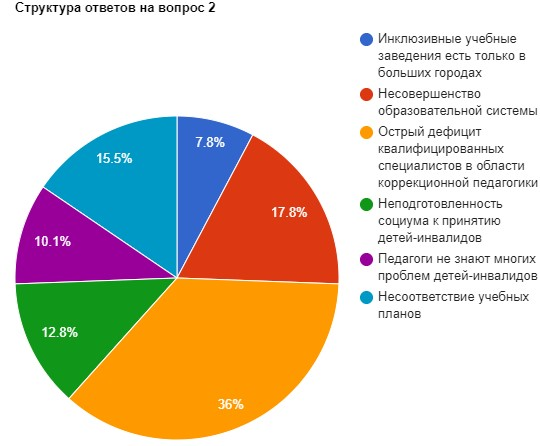 Структура ответов на вопрос 2
Инклюзивные учебные
заведения есть только в
больших городах
Несовершенство
образовательной системы
Острый дефицит
квалифицированных
специалистов в области
коррекционной педагогики
Неподготовленность
социума к принятию
детей-инвалидов
Педагоги не знают многих
проблем детей-инвалидов
Несоответствие учебных
планов
7.8%
17.8%
36%
12.8%
10.1%
15.5%